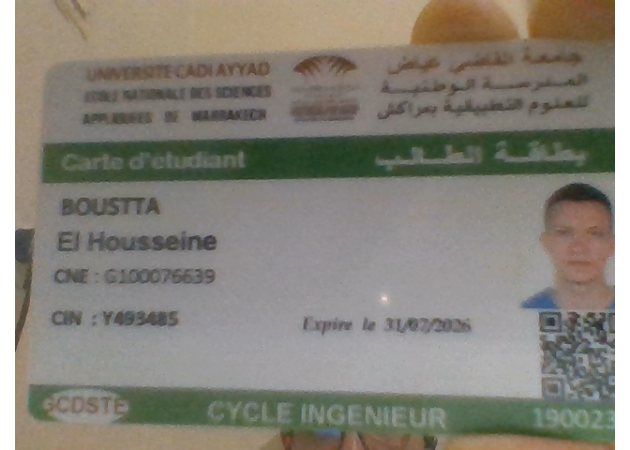 UNIVERSITE CADI AYYAD
ECOLE NATIONALE DES SCIENCES
APPLIQUEES DE MARRAKECH
جامعة القاضي عياض
المدرسة الوطنية
للعلوم التطبيقية بمراكش
Carte d'etudiant
بطاقة الطالب
BOUSTTA
El Housseine
CNE : G100076639
CIN : Y493485
Expire le 31/07/2026
GCDSTE
CYCLE INGENIEUR
190023